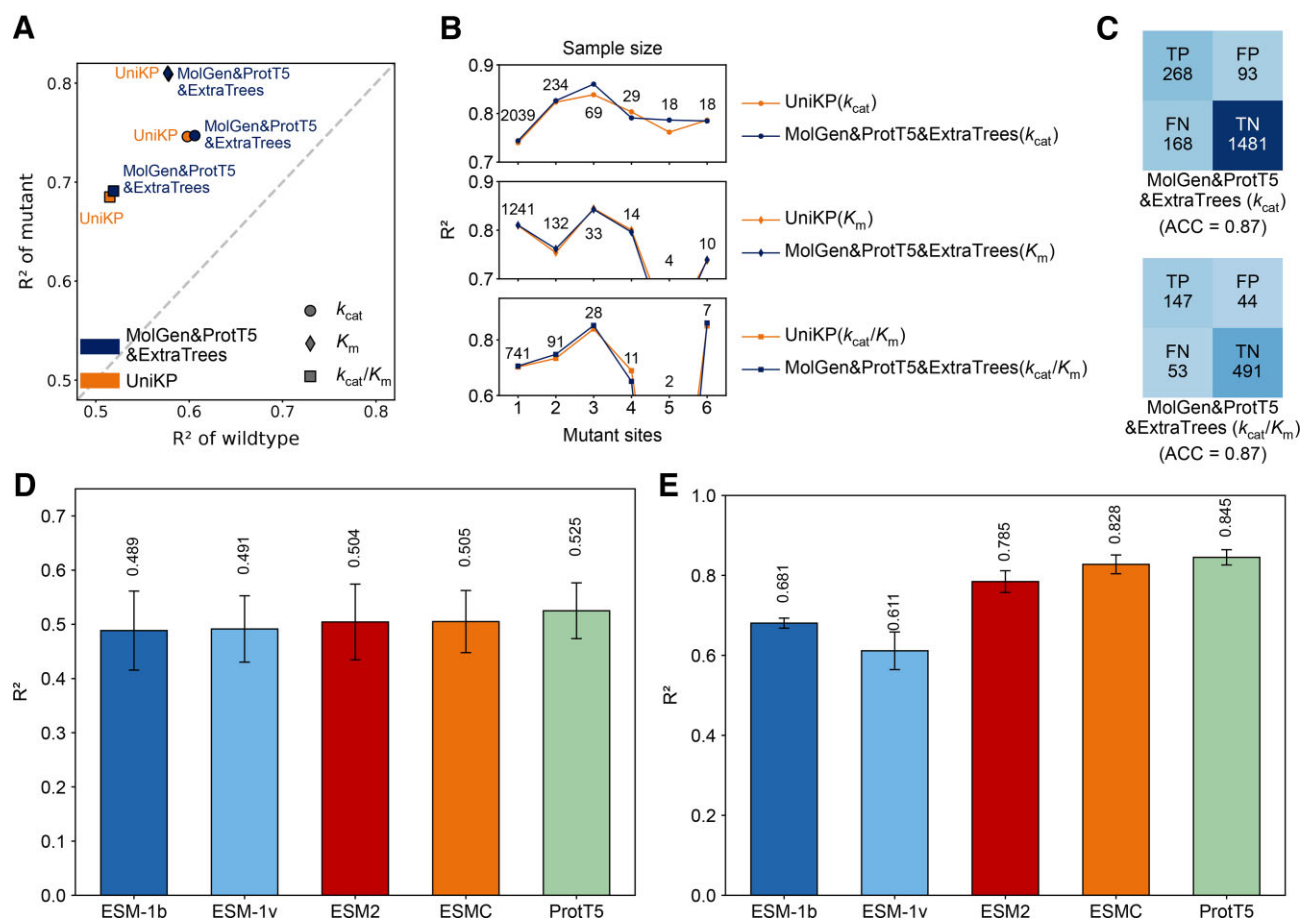 A
R² of mutant
0.8
0.7
0.6
0.5
UniKP
MolGen&ProtT5
&ExtraTrees
UniKP
MolGen&ProtT5
&ExtraTrees
MolGen&ProtT5
&ExtraTrees
UniKP
MolGen&ProtT5
&ExtraTrees
UniKP
kcat
Km
kcat/Km
0.5
0.6
0.7
0.8
R² of wildtype
B
Sample size
R²
0.9
0.8
0.7
2039
234
69
29
18
18
UniKP(kcat)
MolGen&ProtT5&ExtraTrees(kcat)
0.9
0.8
0.7
1241
132
33
14
4
10
UniKP(Km)
MolGen&ProtT5&ExtraTrees(Km)
0.8
0.6
741
91
28
11
2
7
UniKP(kcat/Km)
MolGen&ProtT5&ExtraTrees(kcat/Km)
1
2
3
4
5
6
Mutant sites
C
TP
268
FP
93
FN
168
TN
1481
MolGen&ProtT5
&ExtraTrees (kcat)
(ACC = 0.87)
TP
147
FP
44
FN
53
TN
491
MolGen&ProtT5
&ExtraTrees (kcat/Km)
(ACC = 0.87)
D
R²
0.7
0.6
0.5
0.4
0.3
0.2
0.1
0.0
0.489
0.491
0.504
0.505
0.525
ESM-1b
ESM-1v
ESM2
ESMC
ProtT5
E
R²
1.0
0.8
0.6
0.4
0.2
0.0
0.681
0.611
0.785
0.828
0.845
ESM-1b
ESM-1v
ESM2
ESMC
ProtT5